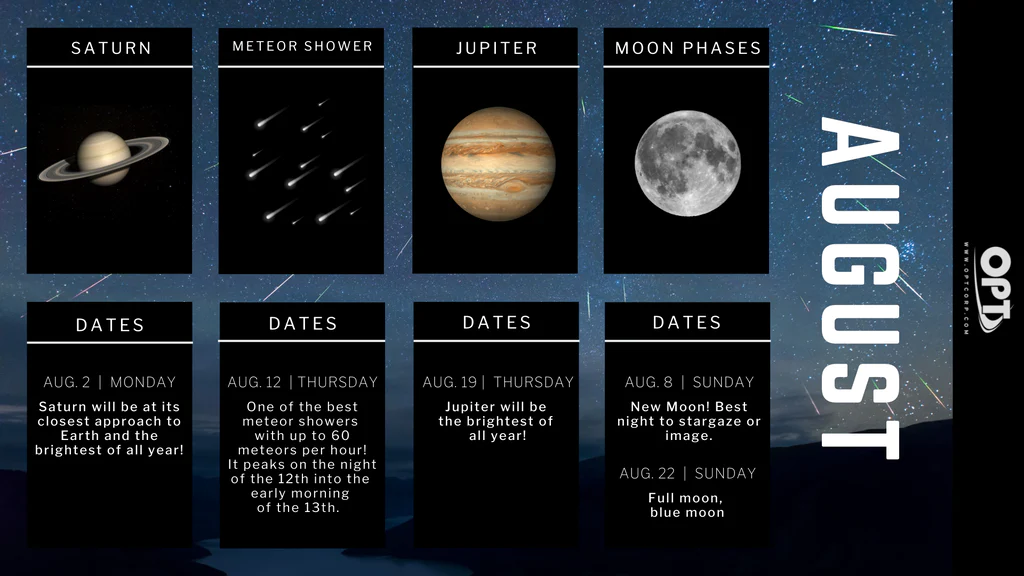 SATURN
METEOR SHOWER
JUPITER
MOON PHASES
DATES
AUG. 2 | MONDAY
Saturn will be at its
closest approach to
Earth and the
brightest of all year!
DATES
AUG. 12 | THURSDAY
One of the best
meteor showers
with up to 60
meteors per hour!
It peaks on the night
of the 12th into the
early morning
of the 13th.
DATES
AUG. 19 | THURSDAY
Jupiter will be
the brightest of
all year!
DATES
AUG. 8 | SUNDAY
New Moon! Best
night to stargaze or
image.
AUG. 22 | SUNDAY
Full moon,
blue moon
AUGUST
OPT
WWW.OPTCORP.COM